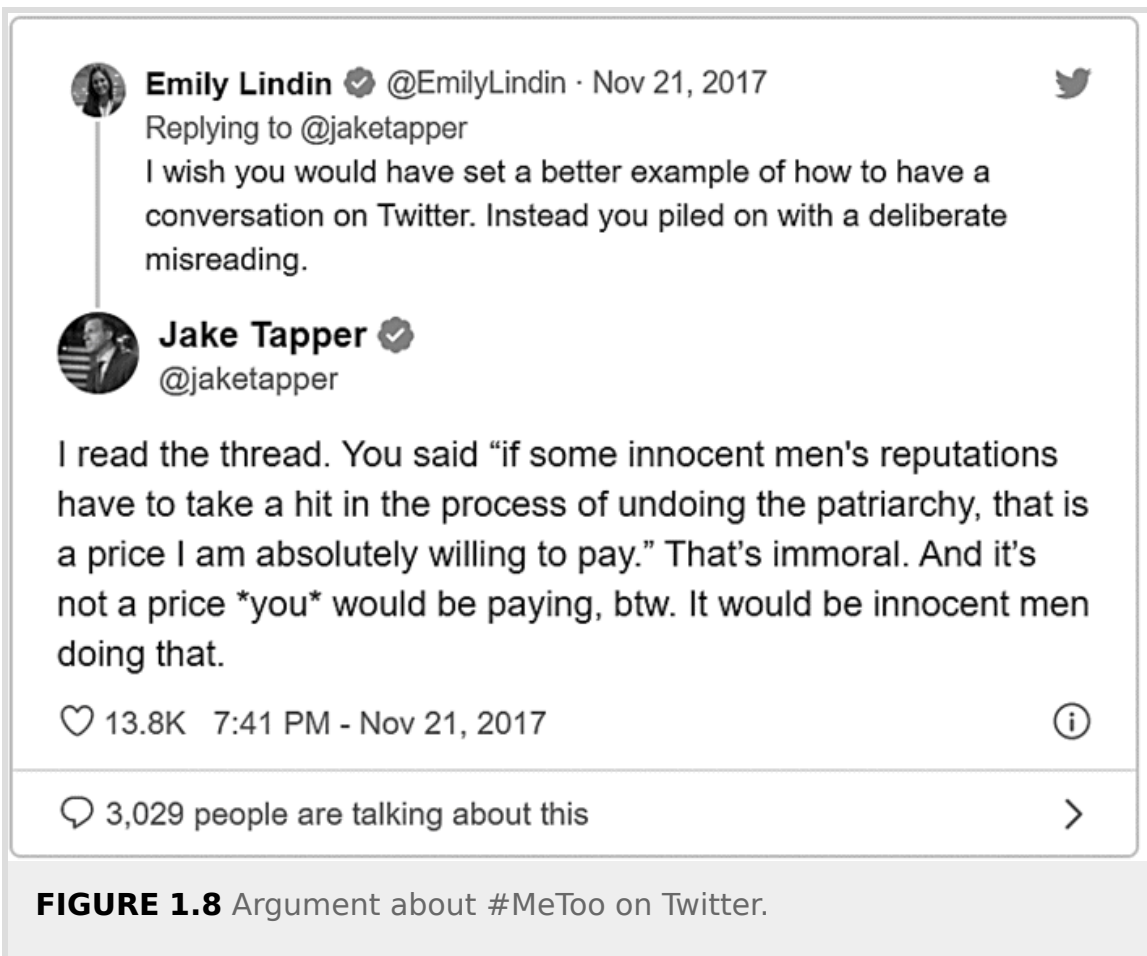 Emily Lindin @EmilyLindin · Nov 21, 2017
Replying to @jaketapper
I wish you would have set a better example of how to have a
conversation on Twitter. Instead you piled on with a deliberate
misreading.
Jake Tapper
@jaketapper
I read the thread. You said “if some innocent men's reputations
have to take a hit in the process of undoing the patriarchy, that is
a price I am absolutely willing to pay.” That’s immoral. And it’s
not a price *you* would be paying, btw. It would be innocent men
doing that.
13.8K 7:41 PM - Nov 21, 2017
3,029 people are talking about this
FIGURE 1.8 Argument about #MeToo on Twitter.